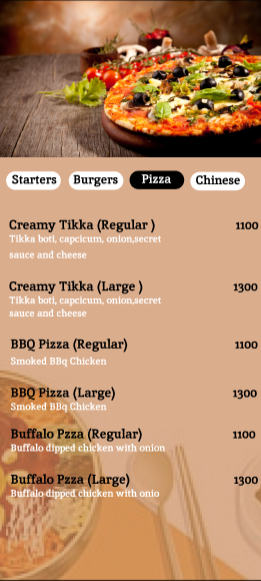 Starters Burgers Pizza Chinese
Creamy Tikka (Regular ) 1100
Tikka boti, capcicum, onion,secret
sauce and cheese
Creamy Tikka (Large ) 1300
Tikka boti, capcicum, onion,secret
sauce and cheese
BBQ Pizza (Regular) 1100
Smoked BBq Chicken
BBQ Pizza (Large) 1300
Smoked BBq Chicken
Buffalo Pzza (Regular) 1100
Buffalo dipped chicken with onion
Buffalo Pzza (Large) 1300
Buffalo dipped chicken with onio